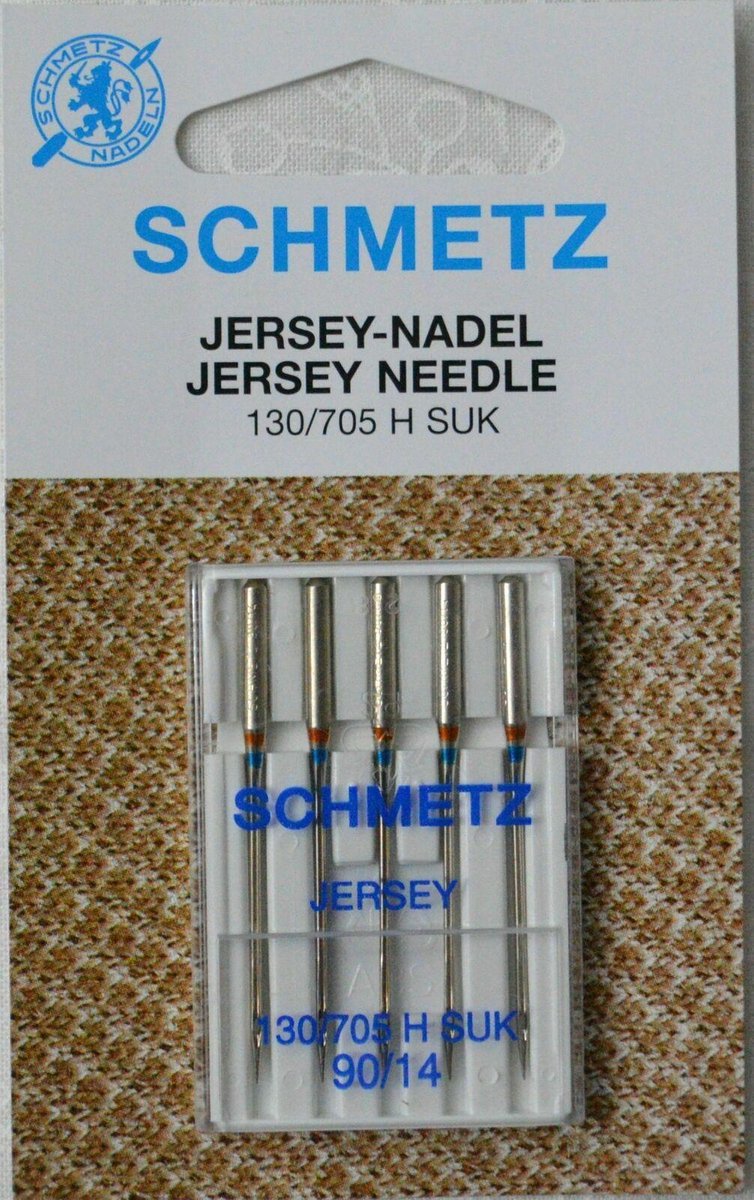 SCHMETZ
NADELN
SCHMETZ
JERSEY-NADEL
JERSEY NEEDLE
130/705 H SUK
SCHMETZ
JERSEY
130/705 H SUK
90/14